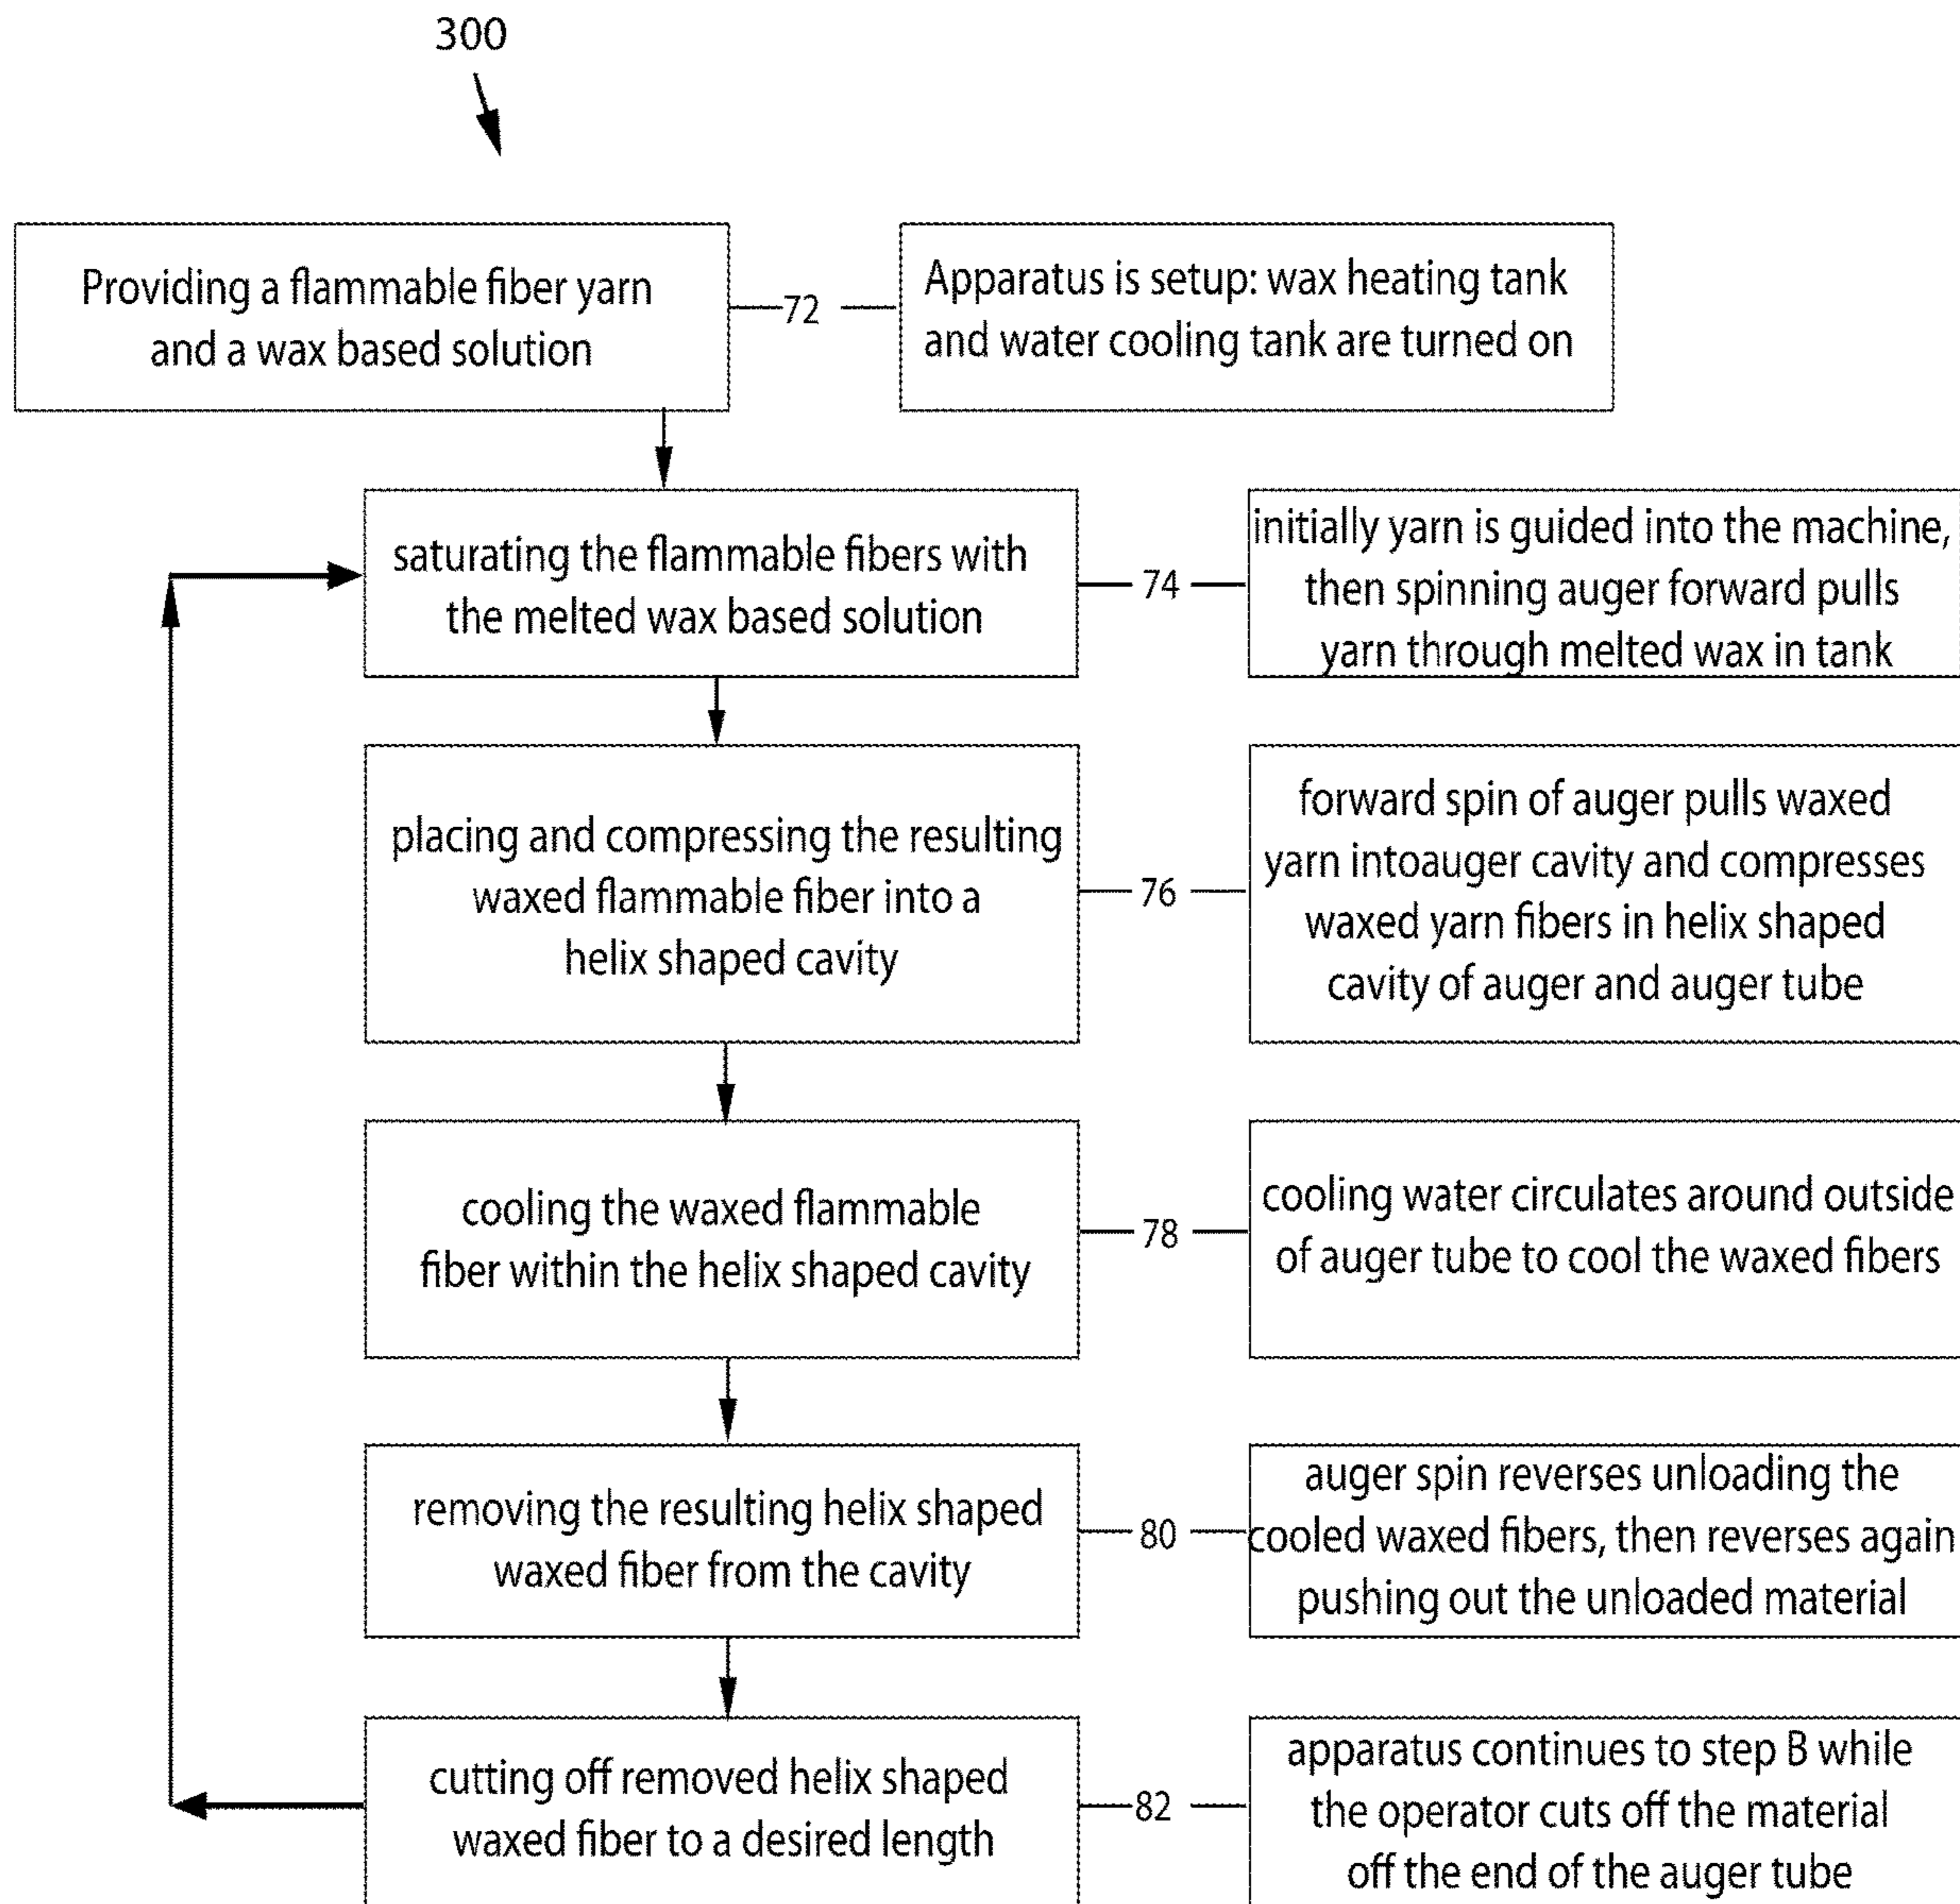 300
Providing a flammable fiber yarn
and a wax based solution
72
Apparatus is setup: wax heating tank
and water cooling tank are turned on
saturating the flammable fibers with
the melted wax based solution
74
initially yarn is guided into the machine,
then spinning auger forward pulls
yarn through melted wax in tank
placing and compressing the resulting
waxed flammable fiber into a
helix shaped cavity
76
forward spin of auger pulls waxed
yarn intoauger cavity and compresses
waxed yarn fibers in helix shaped
cavity of auger and auger tube
cooling the waxed flammable
fiber within the helix shaped cavity
78
cooling water circulates around outside
of auger tube to cool the waxed fibers
removing the resulting helix shaped
waxed fiber from the cavity
80
auger spin reverses unloading the
cooled waxed fibers, then reverses again
pushing out the unloaded material
cutting off removed helix shaped
waxed fiber to a desired length
82
apparatus continues to step B while
the operator cuts off the material
off the end of the auger tube